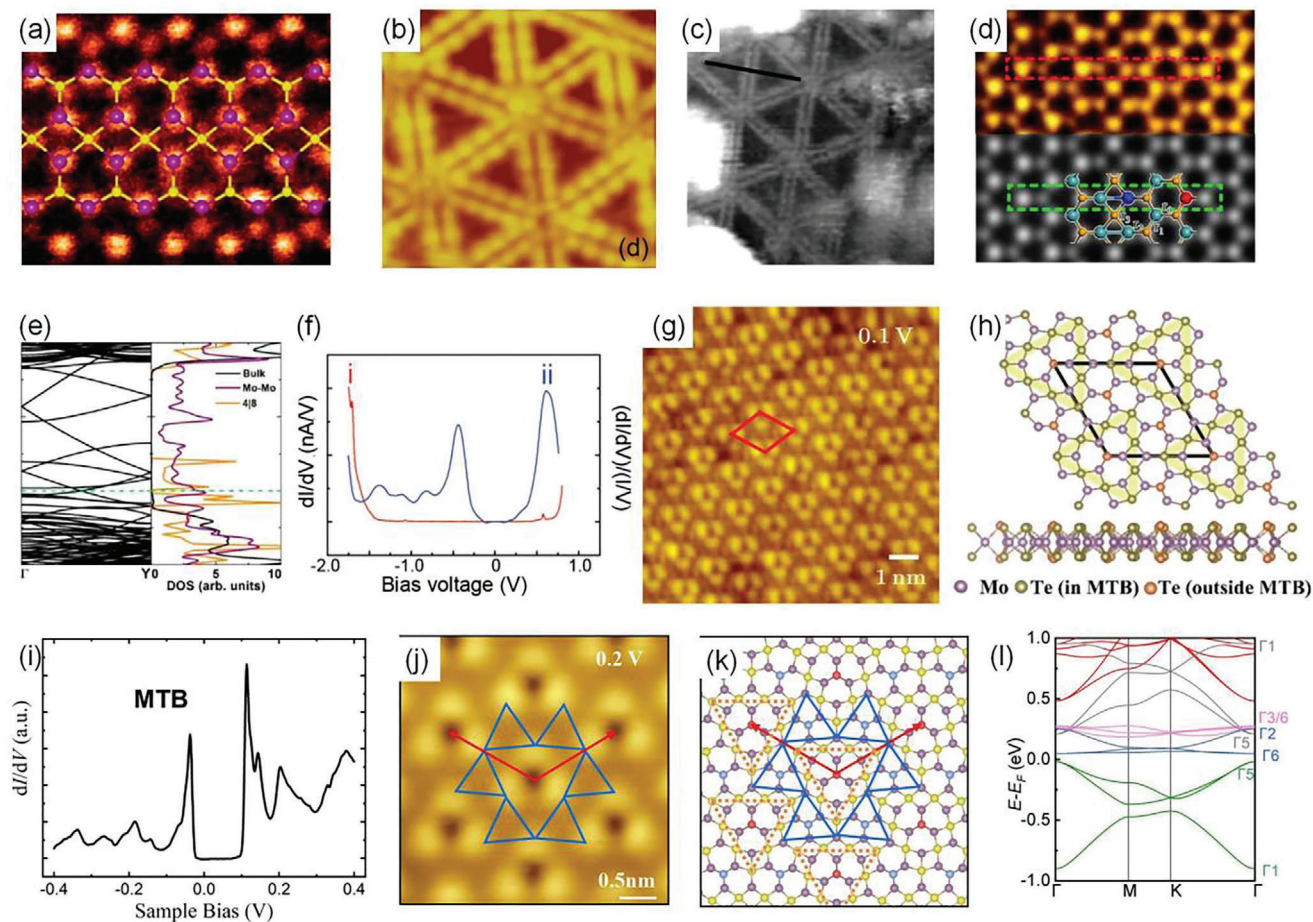 (a)
(b)
(d)
(c)
(d)
(e)
Bulk
Mo-Mo
4|8
Γ
Y0
5
10
DOS (arb. units)
(f)
i
ii
dI/dV (nA/V)
(dI/dV)/(I/V)
-2.0
-1.0
0
1.0
Bias voltage (V)
(g)
0.1 V
1 nm
(h)
Mo
Te (in MTB)
Te (outside MTB)
(i)
MTB
dI/dV (a.u.)
-0.4
-0.2
0.0
0.2
0.4
Sample Bias (V)
(j)
0.2 V
0.5nm
(k)
(l)
1.0
0.5
0.0
-0.5
-1.0
E-EF (eV)
Γ1
Γ3/6
Γ2
Γ5
Γ6
Γ5
Γ1
Γ
M
K
Γ